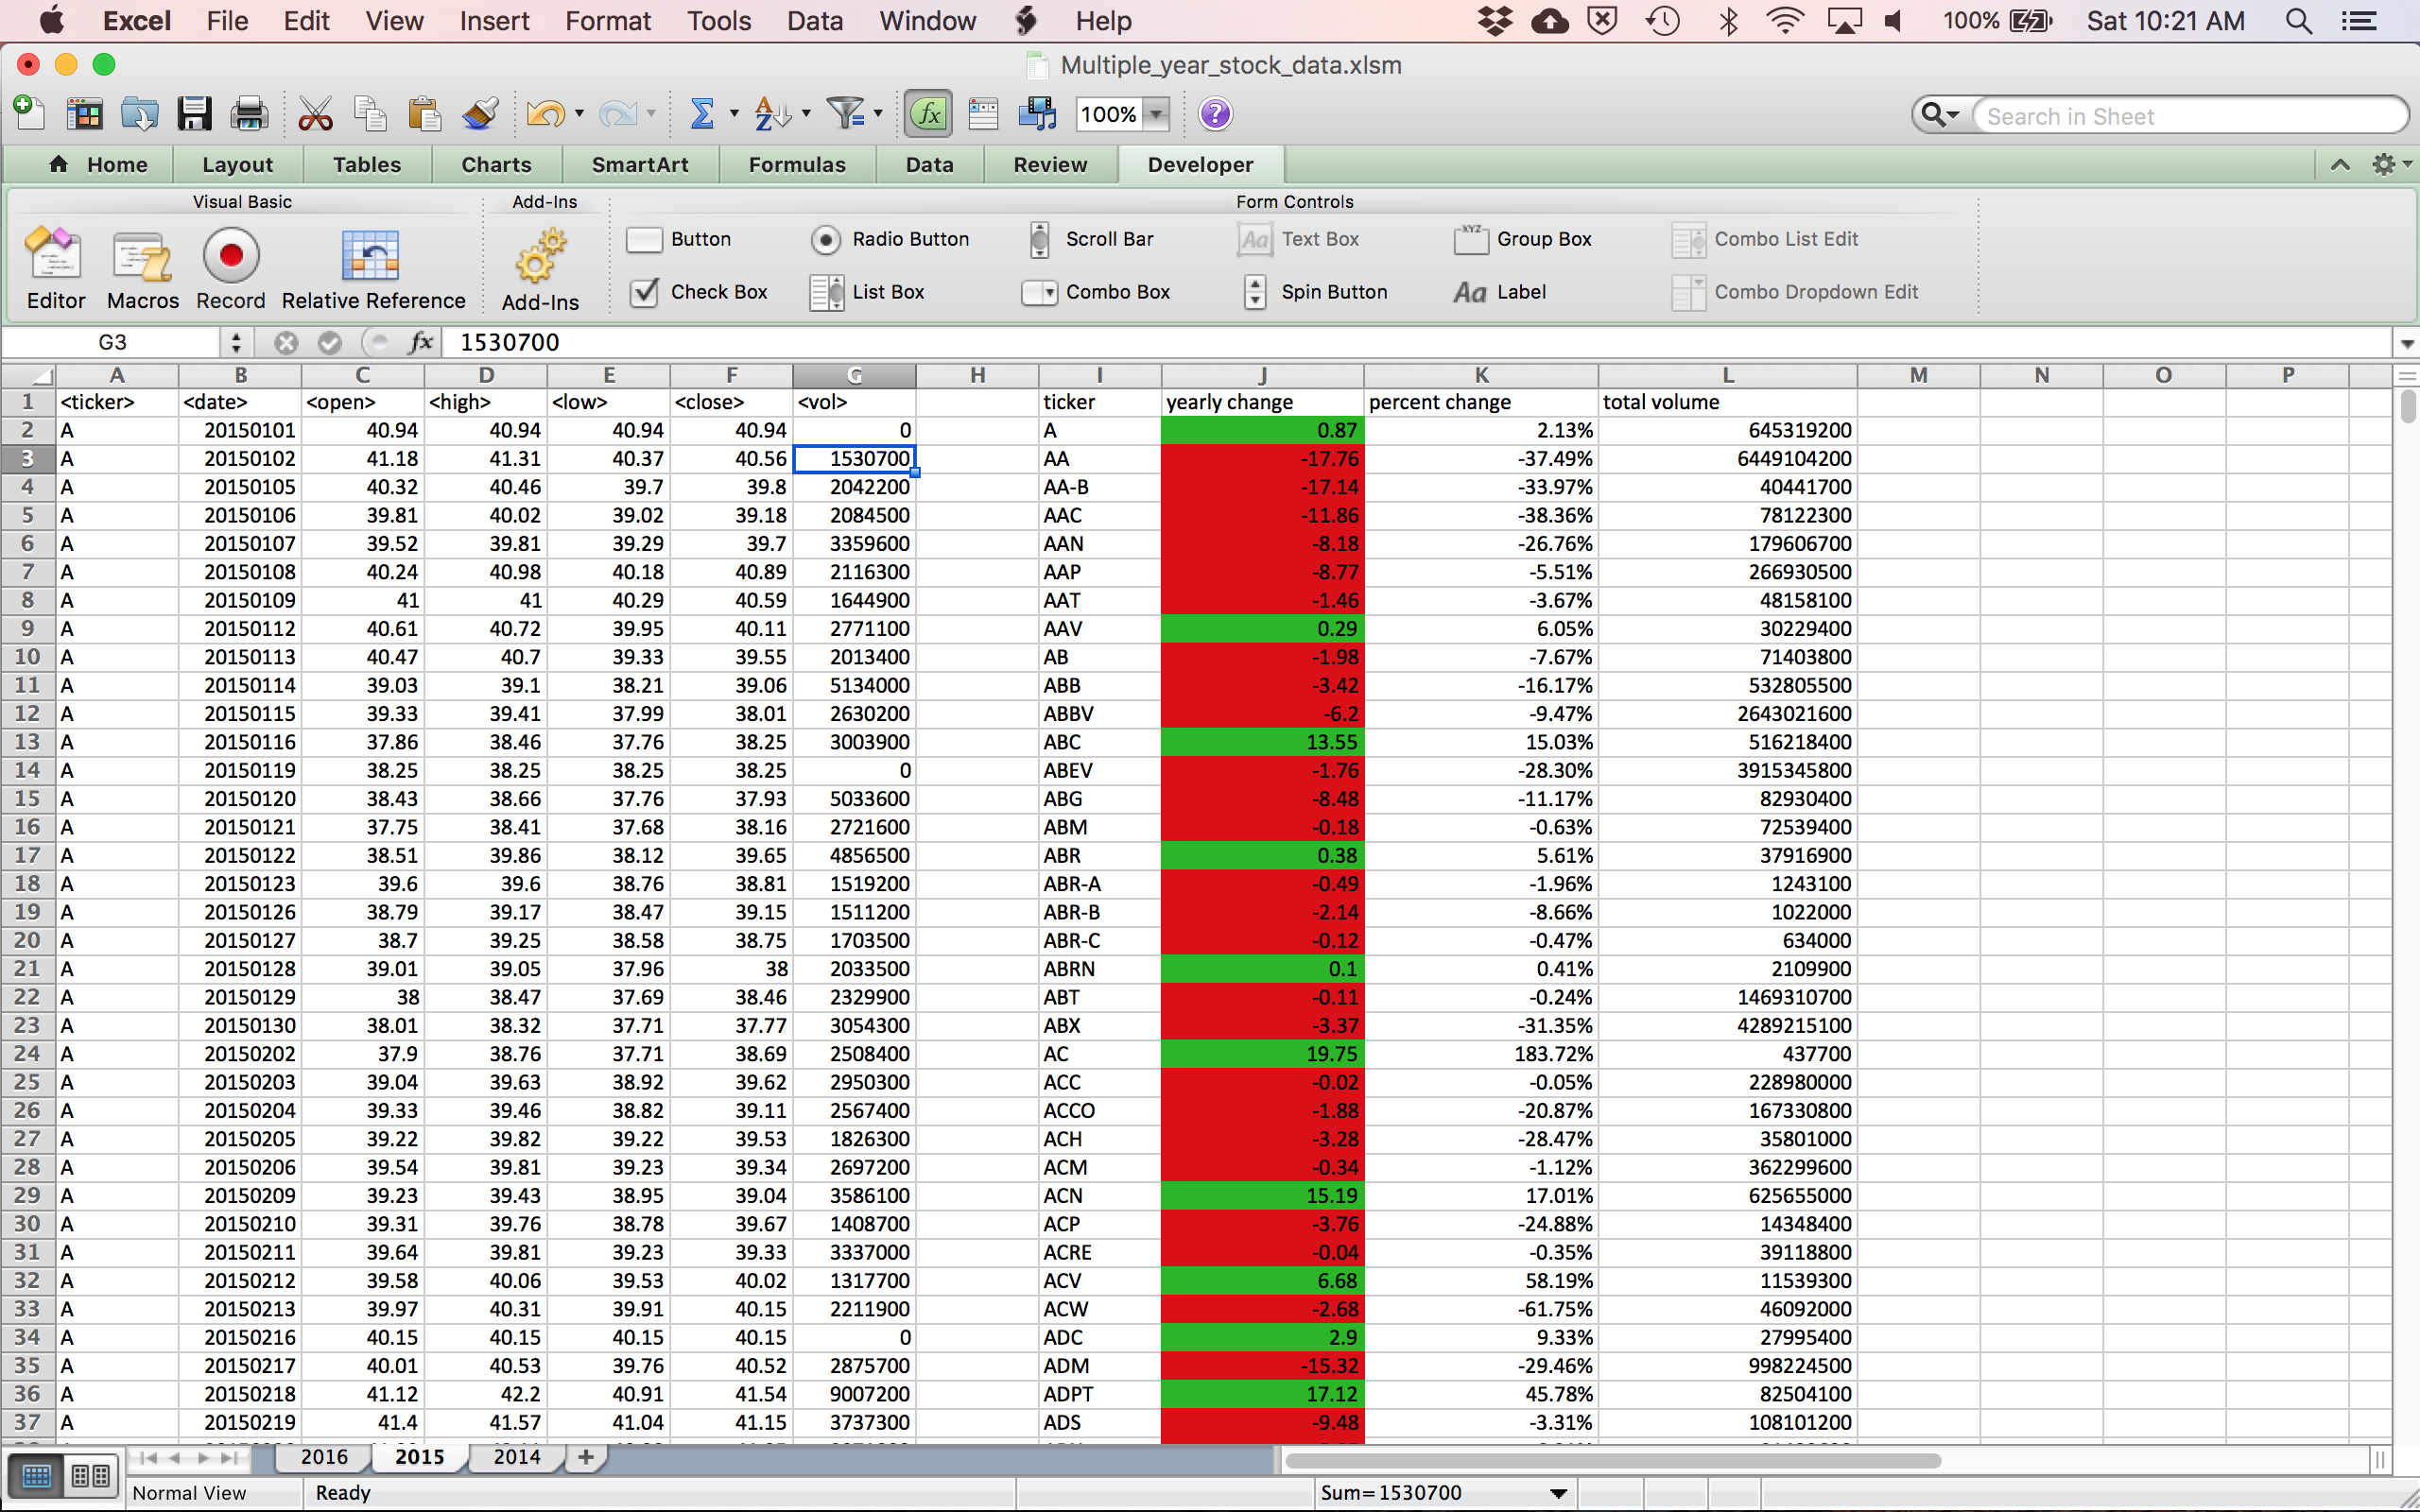 Excel File Edit View Insert Format Tools Data Window Help 100% Sat 10:21 AM
Multiple_year_stock_data.xlsm
100% Search in Sheet
Home Layout Tables Charts SmartArt Formulas Data Review Developer
Visual Basic Add-Ins Form Controls
Button Radio Button Scroll Bar Text Box Group Box Combo List Edit
Editor Macros Record Relative Reference Add-Ins Check Box List Box Combo Box Spin Button Label Combo Dropdown Edit
G3 fx 1530700
A B C D E F G H I J K L M N O P
1 <ticker> <date> <open> <high> <low> <close> <vol> ticker yearly change percent change total volume
2 A 20150101 40.94 40.94 40.94 40.94 0 A 0.87 2.13% 645319200
3 A 20150102 41.18 41.31 40.37 40.56 1530700 AA -17.76 -37.49% 6449104200
4 A 20150105 40.32 40.46 39.7 39.8 2042200 AA-B -17.14 -33.97% 40441700
5 A 20150106 39.81 40.02 39.02 39.18 2084500 AAC -11.86 -38.36% 78122300
6 A 20150107 39.52 39.81 39.29 39.7 3359600 AAN -8.18 -26.76% 179606700
7 A 20150108 40.24 40.98 40.18 40.89 2116300 AAP -8.77 -5.51% 266930500
8 A 20150109 41 41 40.29 40.59 1644900 AAT -1.46 -3.67% 48158100
9 A 20150112 40.61 40.72 39.95 40.11 2771100 AAV 0.29 6.05% 30229400
10 A 20150113 40.47 40.7 39.33 39.55 2013400 AB -1.98 -7.67% 71403800
11 A 20150114 39.03 39.1 38.21 39.06 5134000 ABB -3.42 -16.17% 532805500
12 A 20150115 39.33 39.41 37.99 38.01 2630200 ABBV -6.2 -9.47% 2643021600
13 A 20150116 37.86 38.46 37.76 38.25 3003900 ABC 13.55 15.03% 516218400
14 A 20150119 38.25 38.25 38.25 38.25 0 ABEV -1.76 -28.30% 3915345800
15 A 20150120 38.43 38.66 37.76 37.93 5033600 ABG -8.48 -11.17% 82930400
16 A 20150121 37.75 38.41 37.68 38.16 2721600 ABM -0.18 -0.63% 72539400
17 A 20150122 38.51 39.86 38.12 39.65 4856500 ABR 0.38 5.61% 37916900
18 A 20150123 39.6 39.6 38.76 38.81 1519200 ABR-A -0.49 -1.96% 1243100
19 A 20150126 38.79 39.17 38.47 39.15 1511200 ABR-B -2.14 -8.66% 1022000
20 A 20150127 38.7 39.25 38.58 38.75 1703500 ABR-C -0.12 -0.47% 634000
21 A 20150128 39.01 39.05 37.96 38 2033500 ABRN 0.1 0.41% 2109900
22 A 20150129 38 38.47 37.69 38.46 2329900 ABT -0.11 -0.24% 1469310700
23 A 20150130 38.01 38.32 37.71 37.77 3054300 ABX -3.37 -31.35% 4289215100
24 A 20150202 37.9 38.76 37.71 38.69 2508400 AC 19.75 183.72% 437700
25 A 20150203 39.04 39.63 38.92 39.62 2950300 ACC -0.02 -0.05% 228980000
26 A 20150204 39.33 39.46 38.82 39.11 2567400 ACCO -1.88 -20.87% 167330800
27 A 20150205 39.22 39.82 39.22 39.53 1826300 ACH -3.28 -28.47% 35801000
28 A 20150206 39.54 39.81 39.23 39.34 2697200 ACM -0.34 -1.12% 362299600
29 A 20150209 39.23 39.43 38.95 39.04 3586100 ACN 15.19 17.01% 625655000
30 A 20150210 39.31 39.76 38.78 39.67 1408700 ACP -3.76 -24.88% 14348400
31 A 20150211 39.64 39.81 39.23 39.33 3337000 ACRE -0.04 -0.35% 39118800
32 A 20150212 39.58 40.06 39.53 40.02 1317700 ACV 6.68 58.19% 11539300
33 A 20150213 39.97 40.31 39.91 40.15 2211900 ACW -2.68 -61.75% 46092000
34 A 20150216 40.15 40.15 40.15 40.15 0 ADC 2.9 9.33% 27995400
35 A 20150217 40.01 40.53 39.76 40.52 2875700 ADM -15.32 -29.46% 998224500
36 A 20150218 41.12 42.2 40.91 41.54 9007200 ADPT 17.12 45.78% 82504100
37 A 20150219 41.4 41.57 41.04 41.15 3737300 ADS -9.48 -3.31% 108101200
2016 2015 2014
Normal View Ready Sum=1530700